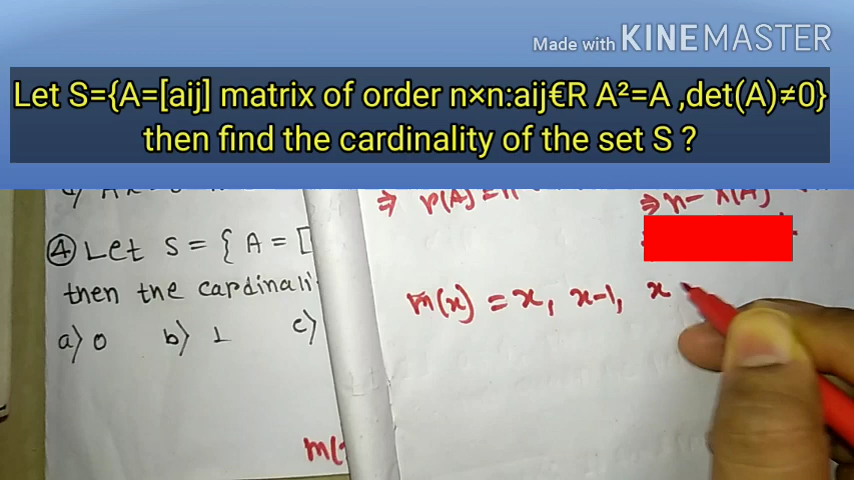 Made with KINEMASTER
Let S={A=[aij] matrix of order n×n:aij€R A²=A ,det(A)≠0}
then find the cardinality of the set S ?
④ Let S = { A = [
then the cardinali
a) 0 b) 1 c)
m(x) = x, x-1, x